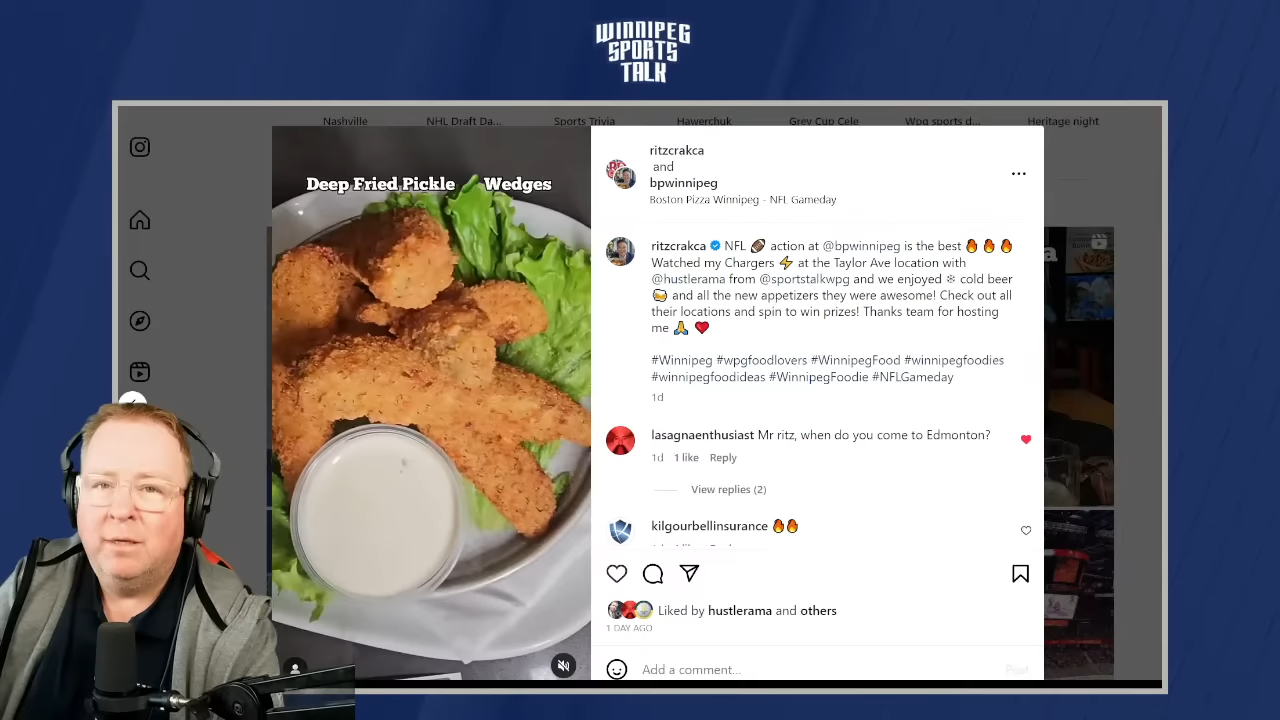 WINNIPEG
SPORTS
TALK
Nashville
NHL Draft Da...
Sports Trivia
Hawerchuk
Grey Cup Cele
Wpg sports d...
Heritage night
Deep Fried Pickle Wedges
ritzcrakca
and
bpwinnipeg
Boston Pizza Winnipeg - NFL Gameday
ritzcrakca NFL 🏈 action at @bpwinnipeg is the best 🔥🔥🔥
Watched my Chargers ⚡ at the Taylor Ave location with
@hustlerama from @sportstalkwpg and we enjoyed ❄ cold beer
🍻 and all the new appetizers they were awesome! Check out all
their locations and spin to win prizes! Thanks team for hosting
me 🙏 ❤️
#Winnipeg #wpgfoodlovers #WinnipegFood #winnipegfoodies
#winnipegfoodideas #WinnipegFoodie #NFLGameday
1d
lasagnaenthusiast Mr ritz, when do you come to Edmonton?
1d 1 like Reply
View replies (2)
kilgourbellinsurance 🔥🔥
Liked by hustlerama and others
1 DAY AGO
Add a comment...
Post